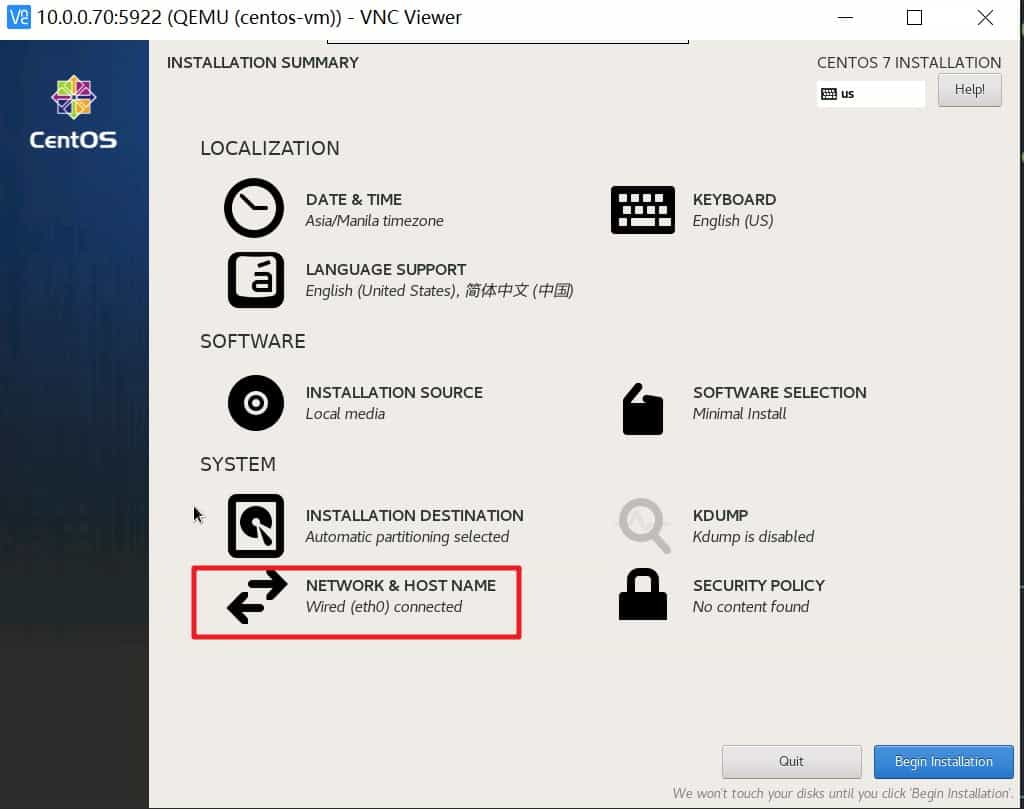 10.0.0.70:5922 (QEMU (centos-vm)) - VNC Viewer
INSTALLATION SUMMARY
CENTOS 7 INSTALLATION
us
Help!
CentOS
LOCALIZATION
DATE & TIME
Asia/Manila timezone
KEYBOARD
English (US)
LANGUAGE SUPPORT
English (United States), 简体中文 (中国)
SOFTWARE
INSTALLATION SOURCE
Local media
SOFTWARE SELECTION
Minimal Install
SYSTEM
INSTALLATION DESTINATION
Automatic partitioning selected
KDUMP
Kdump is disabled
NETWORK & HOST NAME
Wired (eth0) connected
SECURITY POLICY
No content found
Quit
Begin Installation
We won't touch your disks until you click 'Begin Installation'.